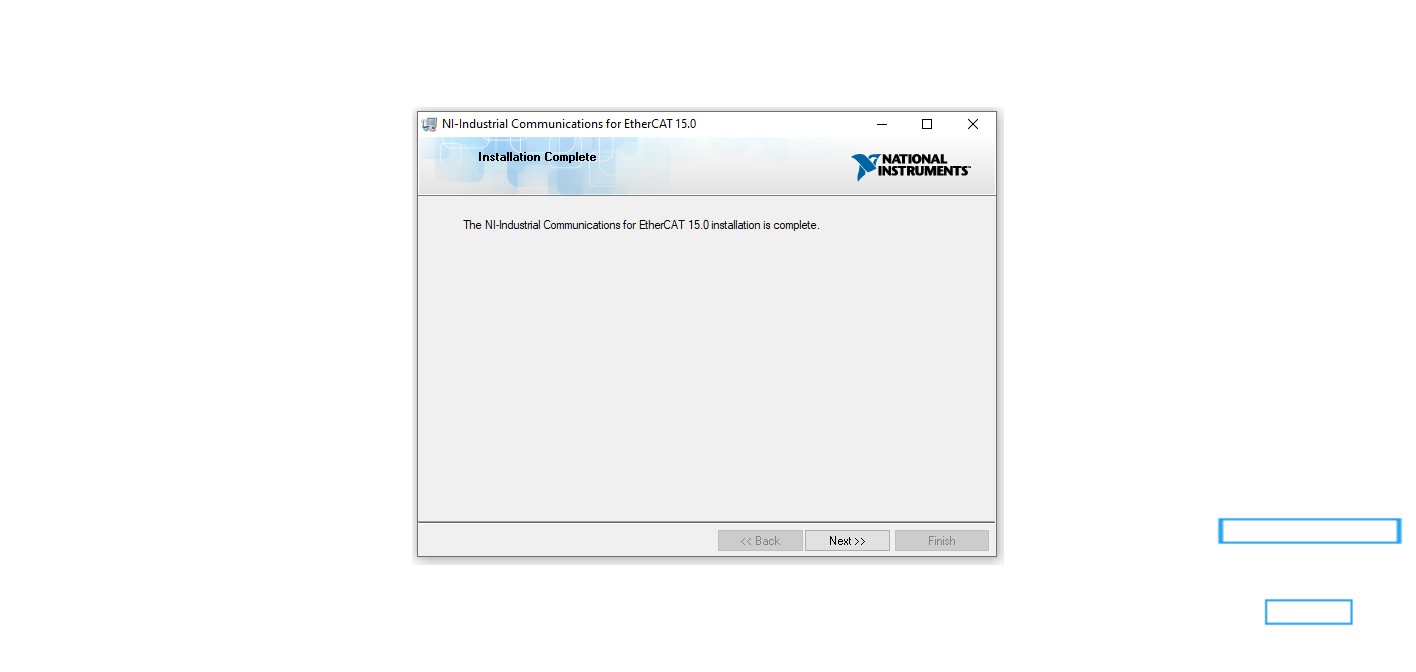 NI-Industrial Communications for EtherCAT 15.0
Installation Complete
NATIONAL
INSTRUMENTS™
The NI-Industrial Communications for EtherCAT 15.0 installation is complete.
<< Back
Next >>
Finish